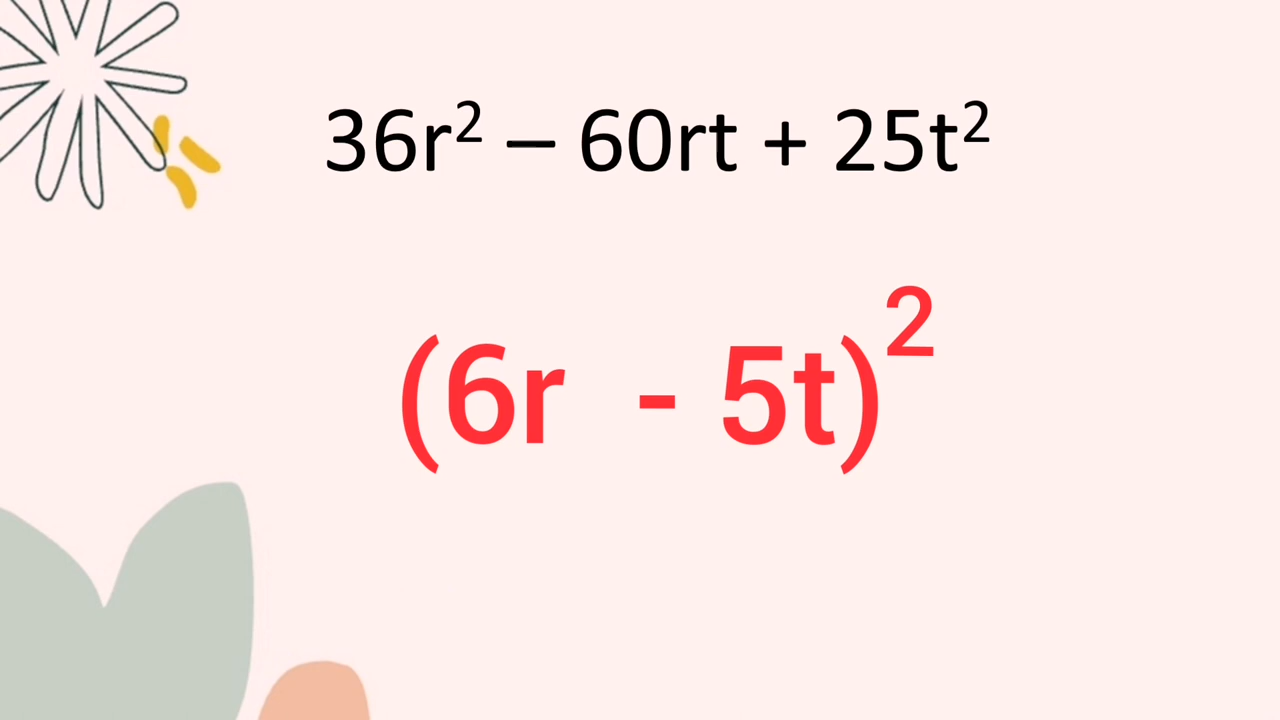 36r² – 60rt + 25t²
(6r - 5t)²